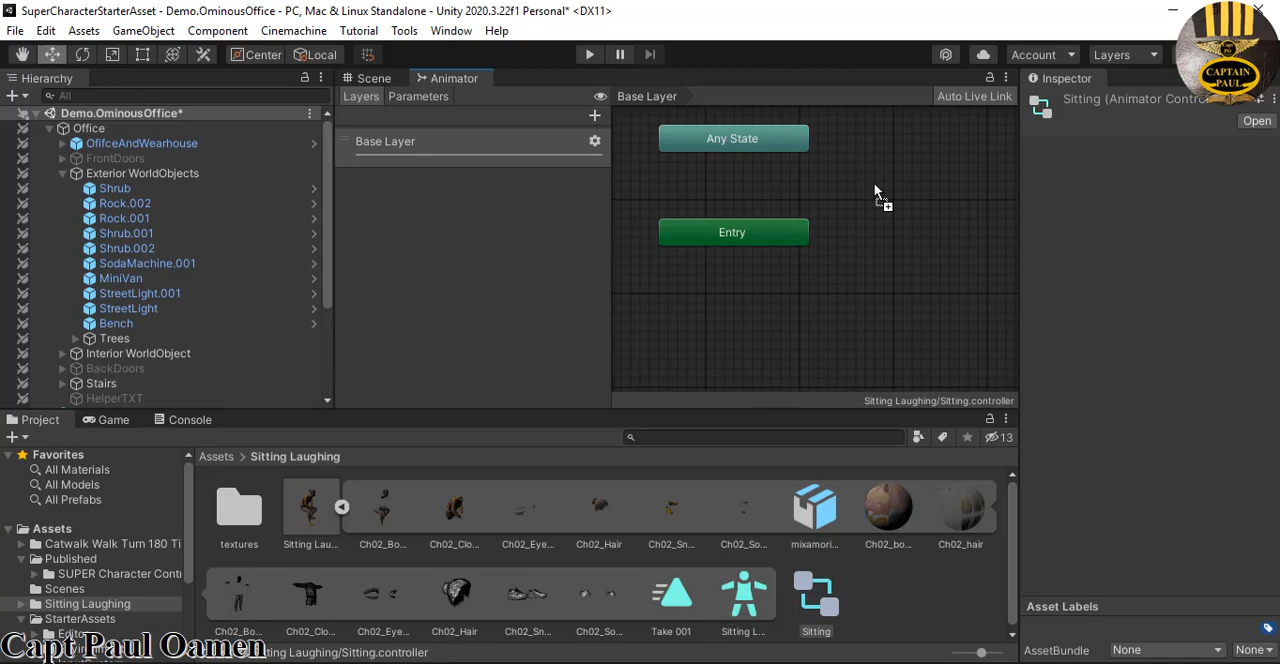 SuperCharacterStarterAsset - Demo.OminousOffice - PC, Mac & Linux Standalone - Unity 2020.3.22f1 Personal* <DX11>
File Edit Assets GameObject Component Cinemachine Tutorial Tools Window Help
Center Local Account Layers
CAPTAIN PAUL
Hierarchy Scene Animator Inspector
All Layers Parameters Base Layer Auto Live Link Sitting (Animator Contro
Open
Demo.OminousOffice*
Office
OfifceAndWearhouse
FrontDoors
Exterior WorldObjects
Shrub
Rock.002
Rock.001
Shrub.001
Shrub.002
SodaMachine.001
MiniVan
StreetLight.001
StreetLight
Bench
Trees
Interior WorldObject
BackDoors
Stairs
HelperTXT
Base Layer
Any State
Entry
Sitting Laughing/Sitting.controller
Project Game Console
13
Favorites
All Materials
All Models
All Prefabs
Assets
Catwalk Walk Turn 180 Ti
Published
SUPER Character Conti
Scenes
Sitting Laughing
StarterAssets
Assets > Sitting Laughing
textures Sitting Lau... Ch02_Bo... Ch02_Clo... Ch02_Eye... Ch02_Hair Ch02_Sn... Ch02_So... mixamori... Ch02_bo... Ch02_hair
Ch02_Bo... Ch02_Clo... Ch02_Eye... Ch02_Hair Ch02_Sn... Ch02_So... Take 001 Sitting L... Sitting
Asset Labels
AssetBundle None None
Capt Paul Oamen
tting Laughing/Sitting.controller